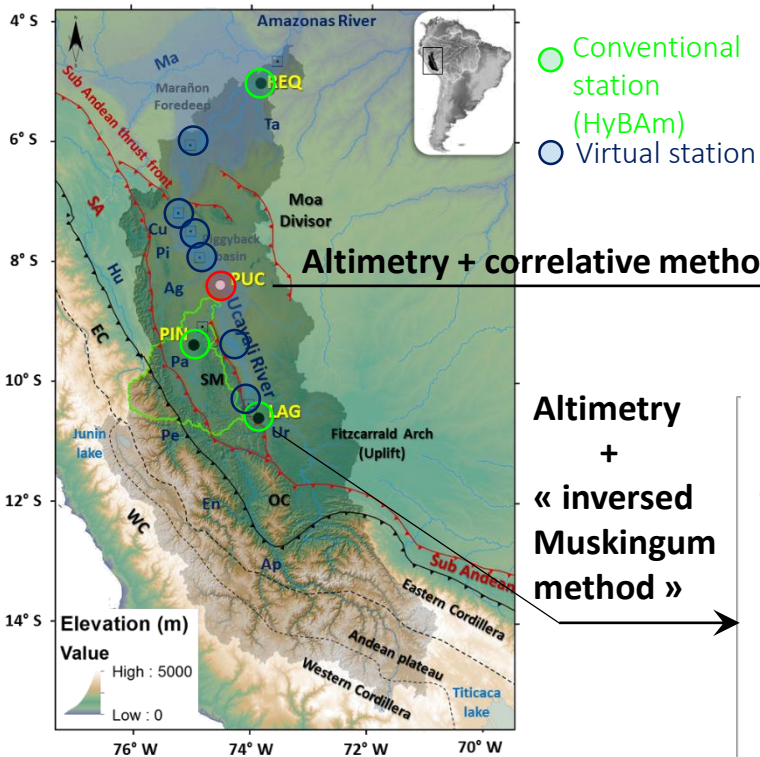 4° S
6° S
8° S
10° S
12° S
14° S
76° W
74° W
72° W
70° W
Amazonas River
Ma
REQ
Marañon
Foredeep
Ta
Sub Andean thrust front
SA
Moa
Divisor
Cu
Piggyback
basin
Pi
Hu
Ag
PUC
EC
PIN
Ucayali River
Pa
SM
LAG
Junin
lake
Pe
Ur
Fitzcarrald Arch
(Uplift)
WC
En
OC
Ap
Sub Andean
Eastern Cordillera
Andean plateau
Western Cordillera
Titicaca
lake
Elevation (m)
Value
High : 5000
Low : 0
Conventional
station
(HyBAm)
Virtual station
Altimetry + correlative metho
Altimetry
+
« inversed
Muskingum
method »